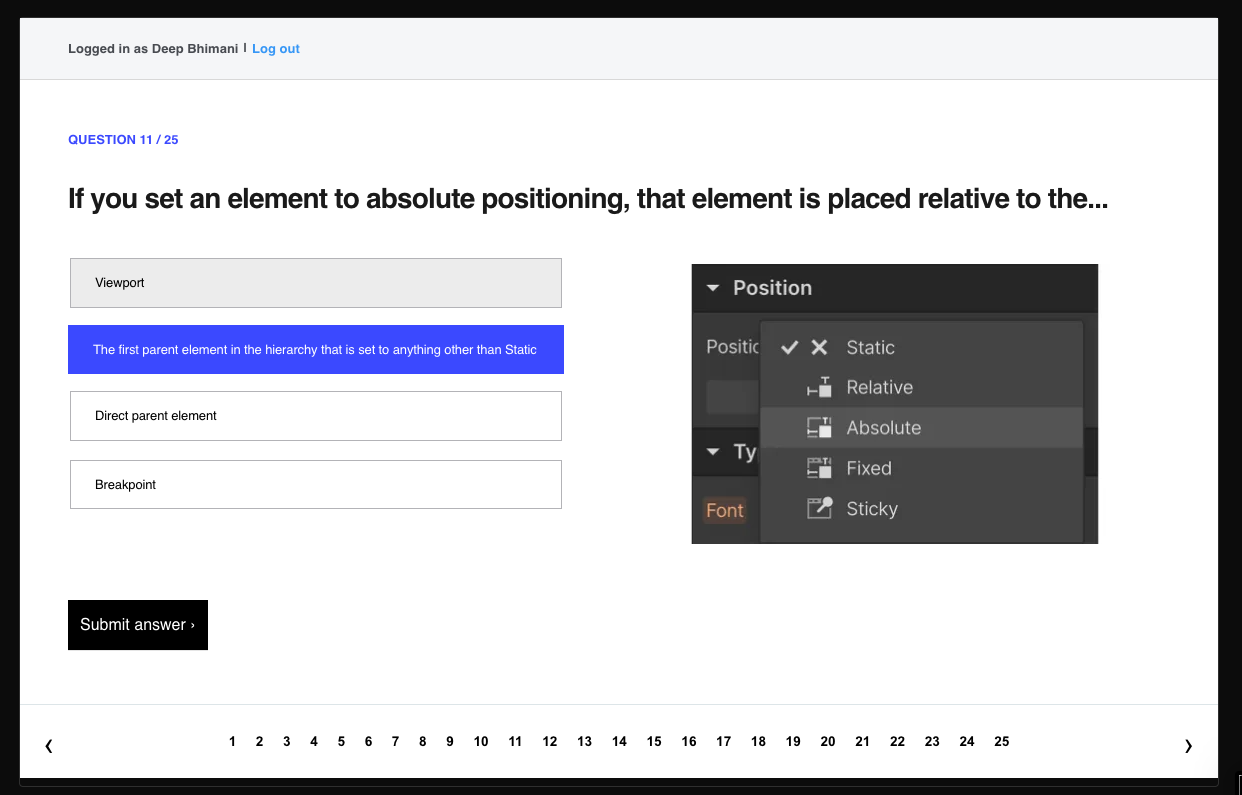 Logged in as Deep Bhimani | Log out
QUESTION 11 / 25
If you set an element to absolute positioning, that element is placed relative to the...
Viewport
The first parent element in the hierarchy that is set to anything other than Static
Direct parent element
Breakpoint
Position
Positic
Static
Relative
Absolute
Ty
Fixed
Font
Sticky
Submit answer ›
1 2 3 4 5 6 7 8 9 10 11 12 13 14 15 16 17 18 19 20 21 22 23 24 25